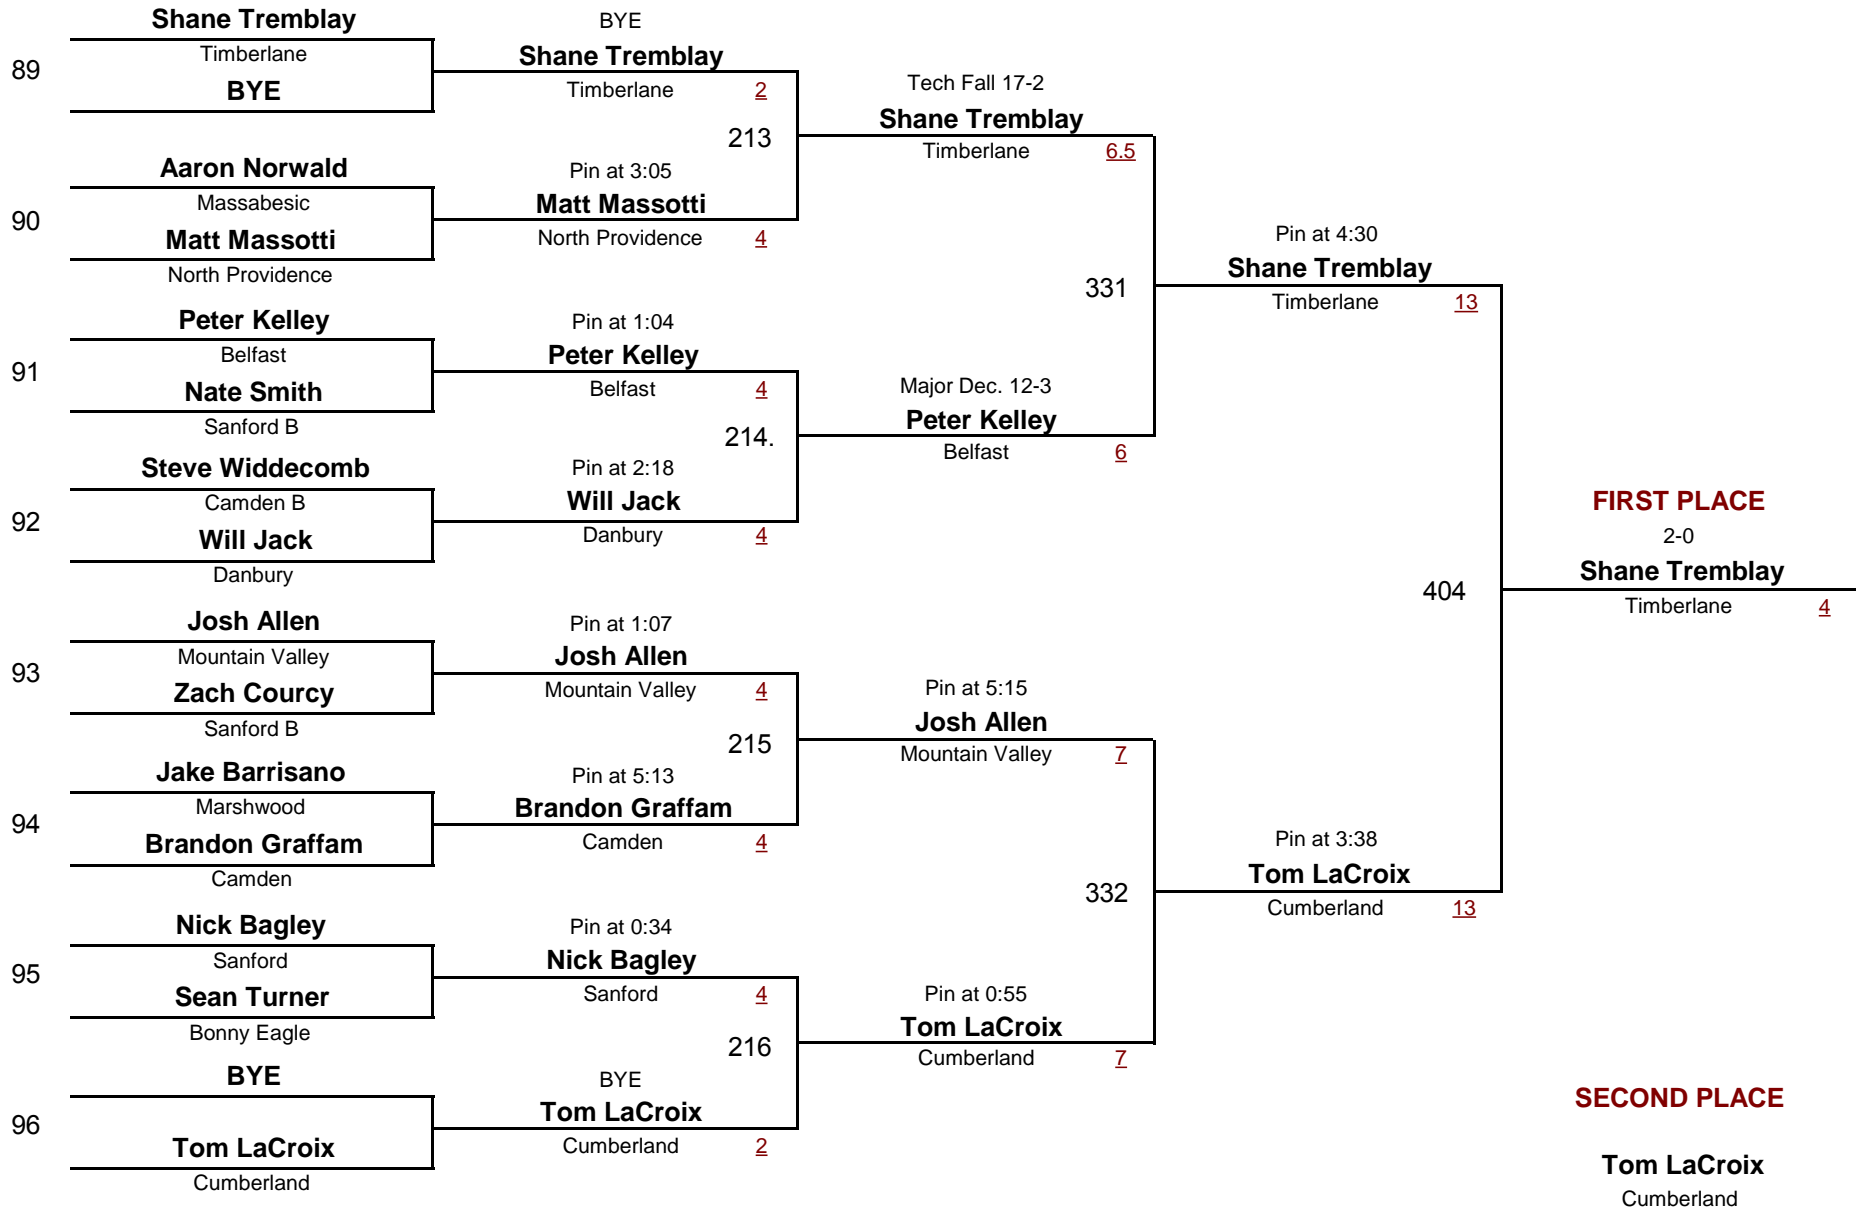 Shane Tremblay
Timberlane
89
BYE
Aaron Norwald
Massabesic
90
Matt Massotti
North Providence
Peter Kelley
Belfast
91
Nate Smith
Sanford B
Steve Widdecomb
Camden B
92
Will Jack
Danbury
Josh Allen
Mountain Valley
93
Zach Courcy
Sanford B
Jake Barrisano
Marshwood
94
Brandon Graffam
Camden
Nick Bagley
Sanford
95
Sean Turner
Bonny Eagle
BYE
96
Tom LaCroix
Cumberland
BYE
Shane Tremblay
Timberlane 2
213
Pin at 3:05
Matt Massotti
North Providence 4
Pin at 1:04
Peter Kelley
Belfast 4
214.
Pin at 2:18
Will Jack
Danbury 4
Pin at 1:07
Josh Allen
Mountain Valley 4
215
Pin at 5:13
Brandon Graffam
Camden 4
Pin at 0:34
Nick Bagley
Sanford 4
216
BYE
Tom LaCroix
Cumberland 2
Tech Fall 17-2
Shane Tremblay
Timberlane 6.5
331
Major Dec. 12-3
Peter Kelley
Belfast 6
Pin at 5:15
Josh Allen
Mountain Valley 7
332
Pin at 0:55
Tom LaCroix
Cumberland 7
Pin at 4:30
Shane Tremblay
Timberlane 13
404
Pin at 3:38
Tom LaCroix
Cumberland 13
FIRST PLACE
2-0
Shane Tremblay
Timberlane 4
SECOND PLACE
Tom LaCroix
Cumberland